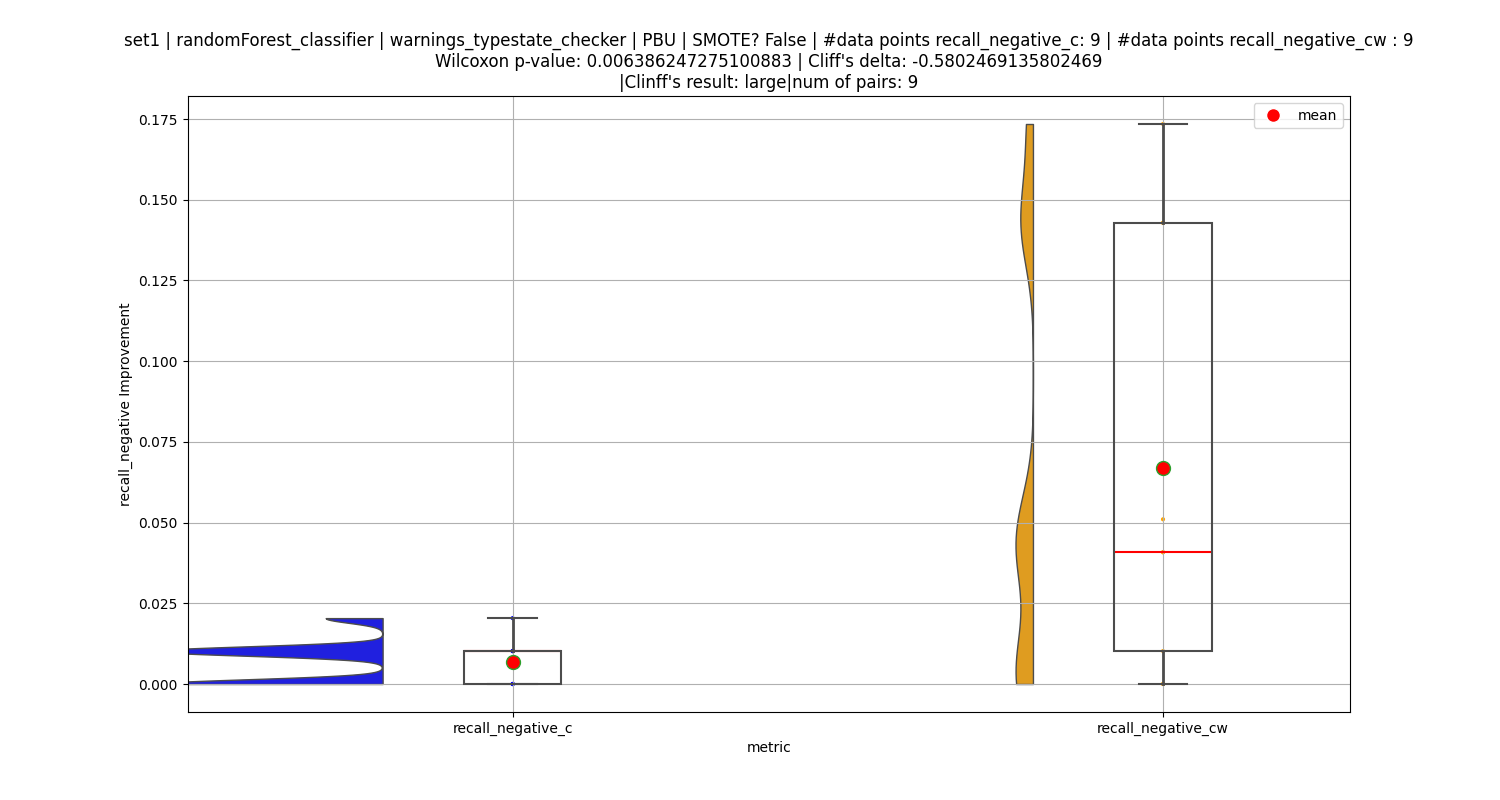 set1 | randomForest_classifier | warnings_typestate_checker | PBU | SMOTE? False | #data points recall_negative_c: 9 | #data points recall_negative_cw : 9
Wilcoxon p-value: 0.006386247275100883 | Cliff's delta: -0.5802469135802469
|Clinff's result: large|num of pairs: 9
mean
0.175
0.150
0.125
0.100
0.075
0.050
0.025
0.000
recall_negative Improvement
recall_negative_c
recall_negative_cw
metric